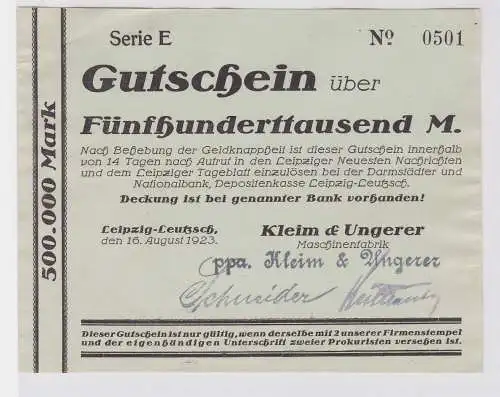 Serie E
№ 0501
Gutschein über
Fünfhunderttausend M.
Nach Behebung der Geldknappheit ist dieser Gutschein innerhalb
von 14 Tagen nach Aufruf in den Leipziger Neuesten Nachrichten
und dem Leipziger Tageblatt einzulösen bei der Darmstädter und
Nationalbank, Depositenkasse Leipzig-Leutzsch.
Deckung ist bei genannter Bank vorhanden!
Leipzig-Leutzsch,
den 16. August 1923.
Kleim & Ungerer
Maschinenfabrik
ppa. Kleim & Ungerer
Schneider
Dieser Gutschein ist nur gültig, wenn derselbe mit 2 unserer Firmenstempel
und der eigenhändigen Unterschrift zweier Prokuristen versehen ist.
500.000 Mark